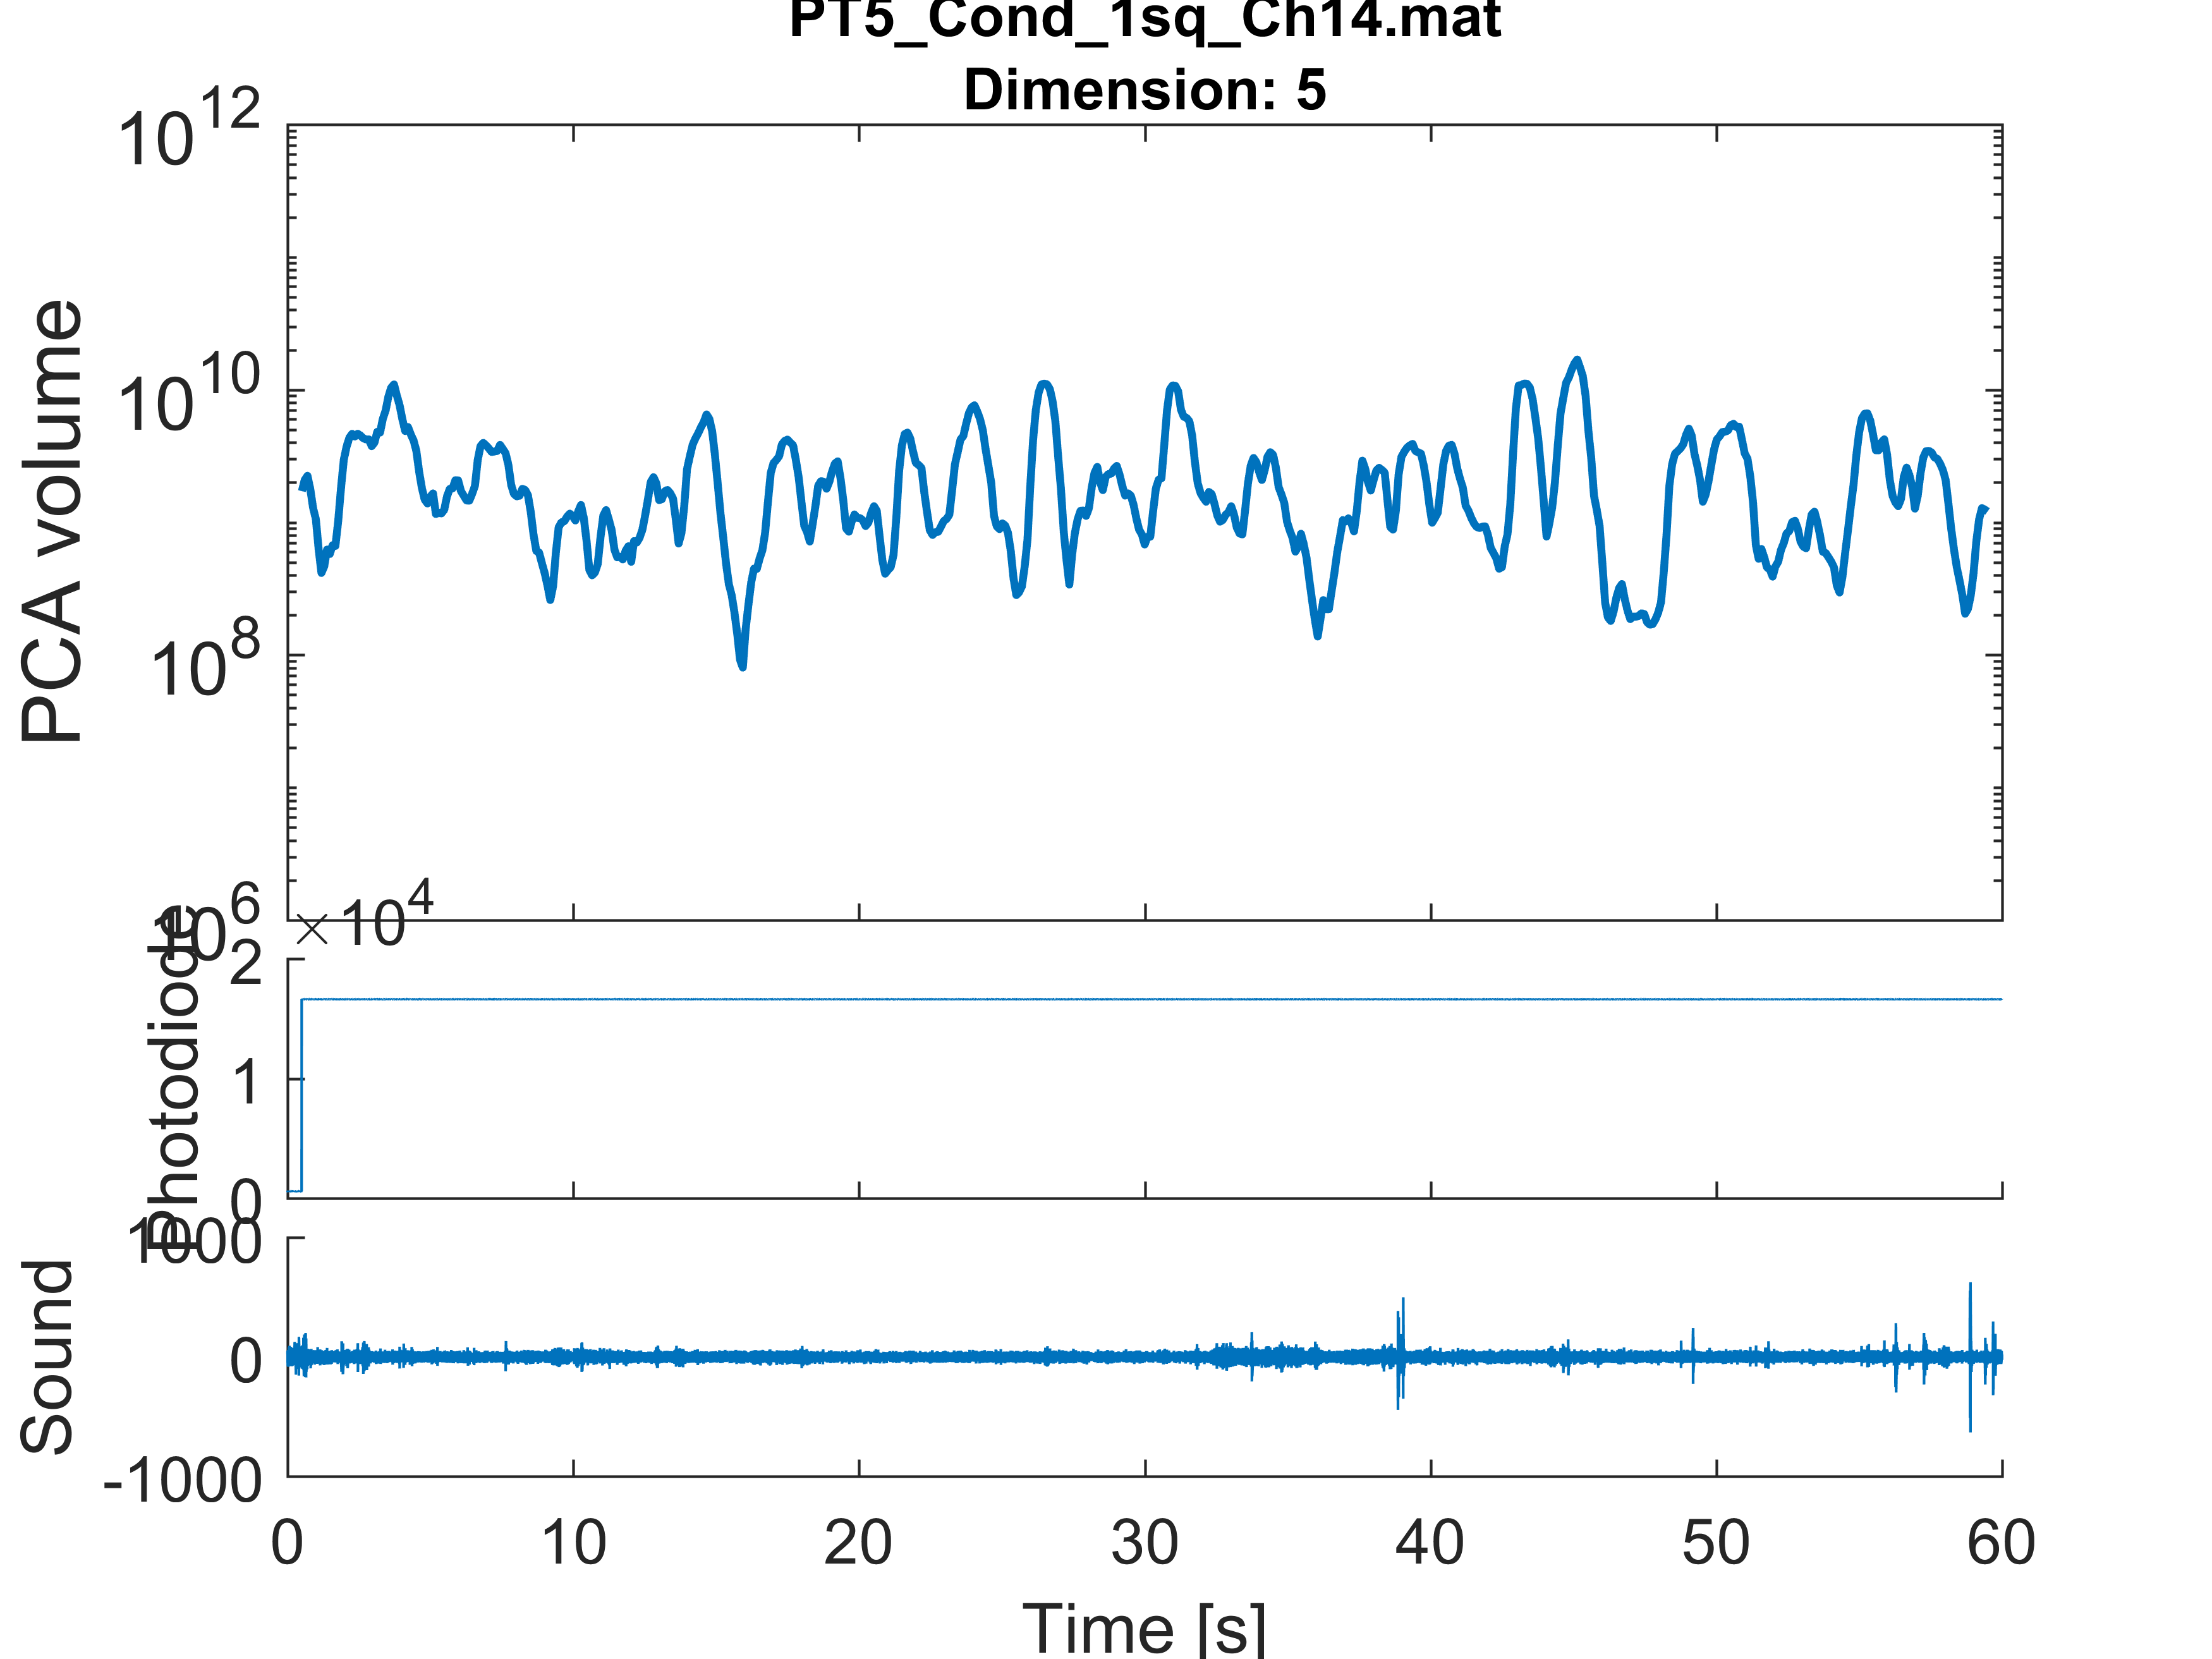 PT5_Cond_1sq_Ch14.mat
Dimension: 5
10^12
10^10
10^8
10^6
PCA volume
×10^4
2
1
0
Photodiode
1000
0
-1000
Sound
0 10 20 30 40 50 60
Time [s]